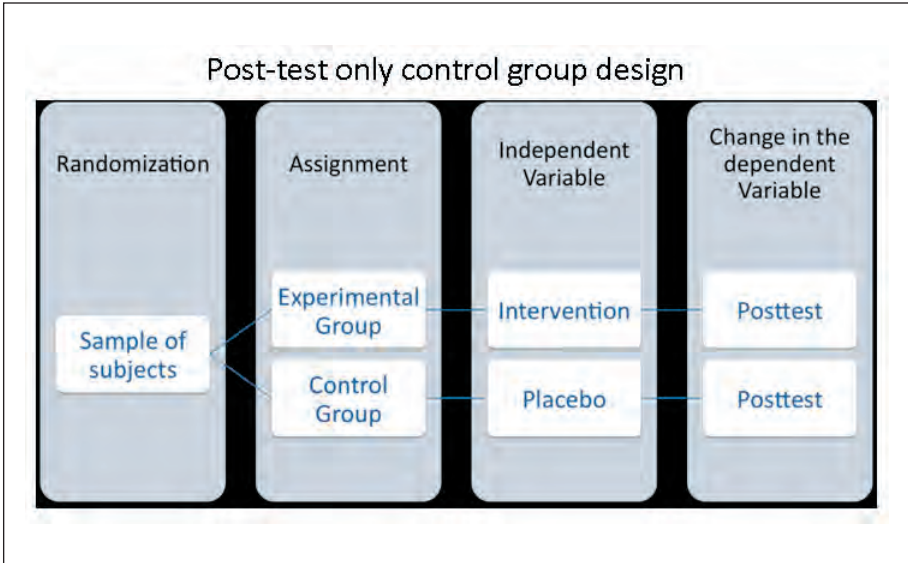 Post-test only control group design
Randomization
Assignment
Independent
Variable
Change in the
dependent
Variable
Sample of
subjects
Experimental
Group
Intervention
Posttest
Control
Group
Placebo
Posttest